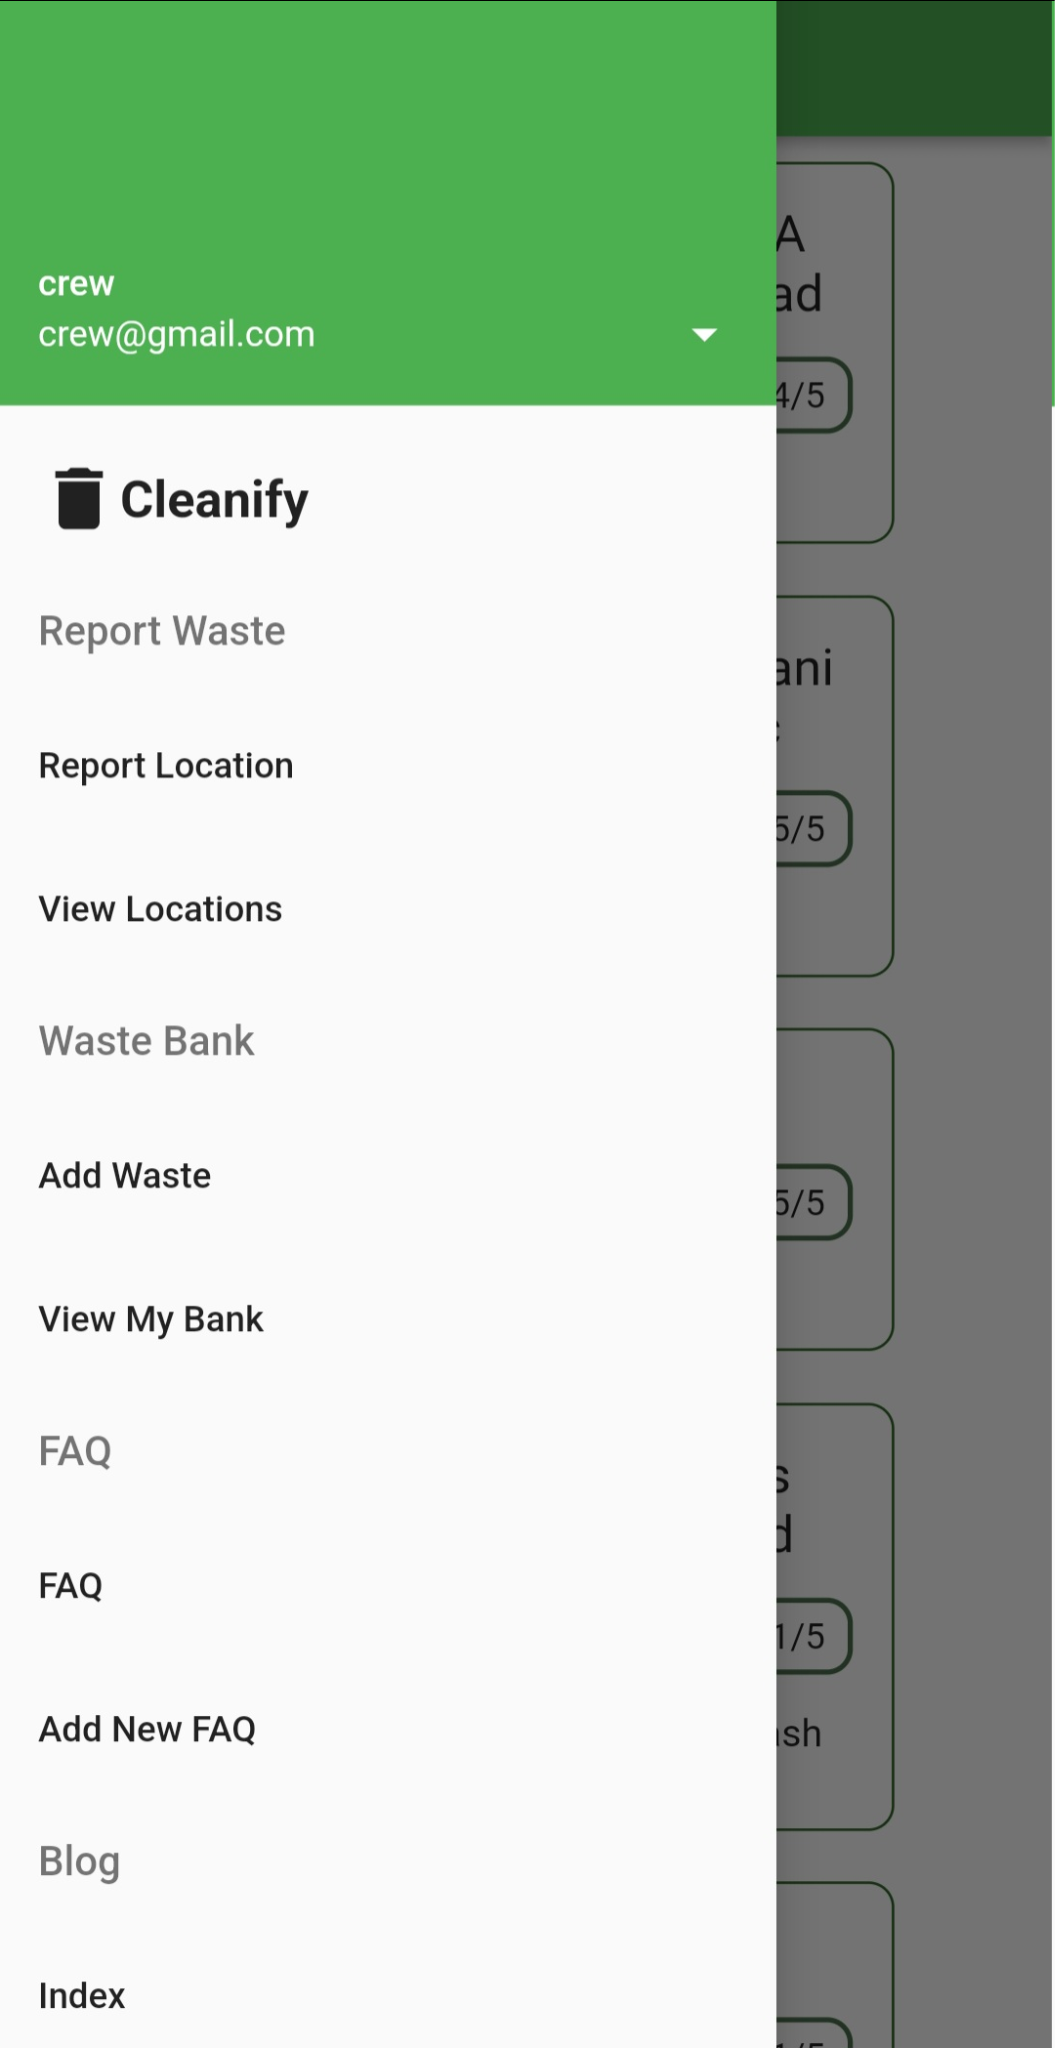 crew
crew@gmail.com
Cleanify
Report Waste
Report Location
View Locations
Waste Bank
Add Waste
View My Bank
FAQ
FAQ
Add New FAQ
Blog
Index
A
ad
4/5
ani
5/5
5/5
s
d
1/5
ash